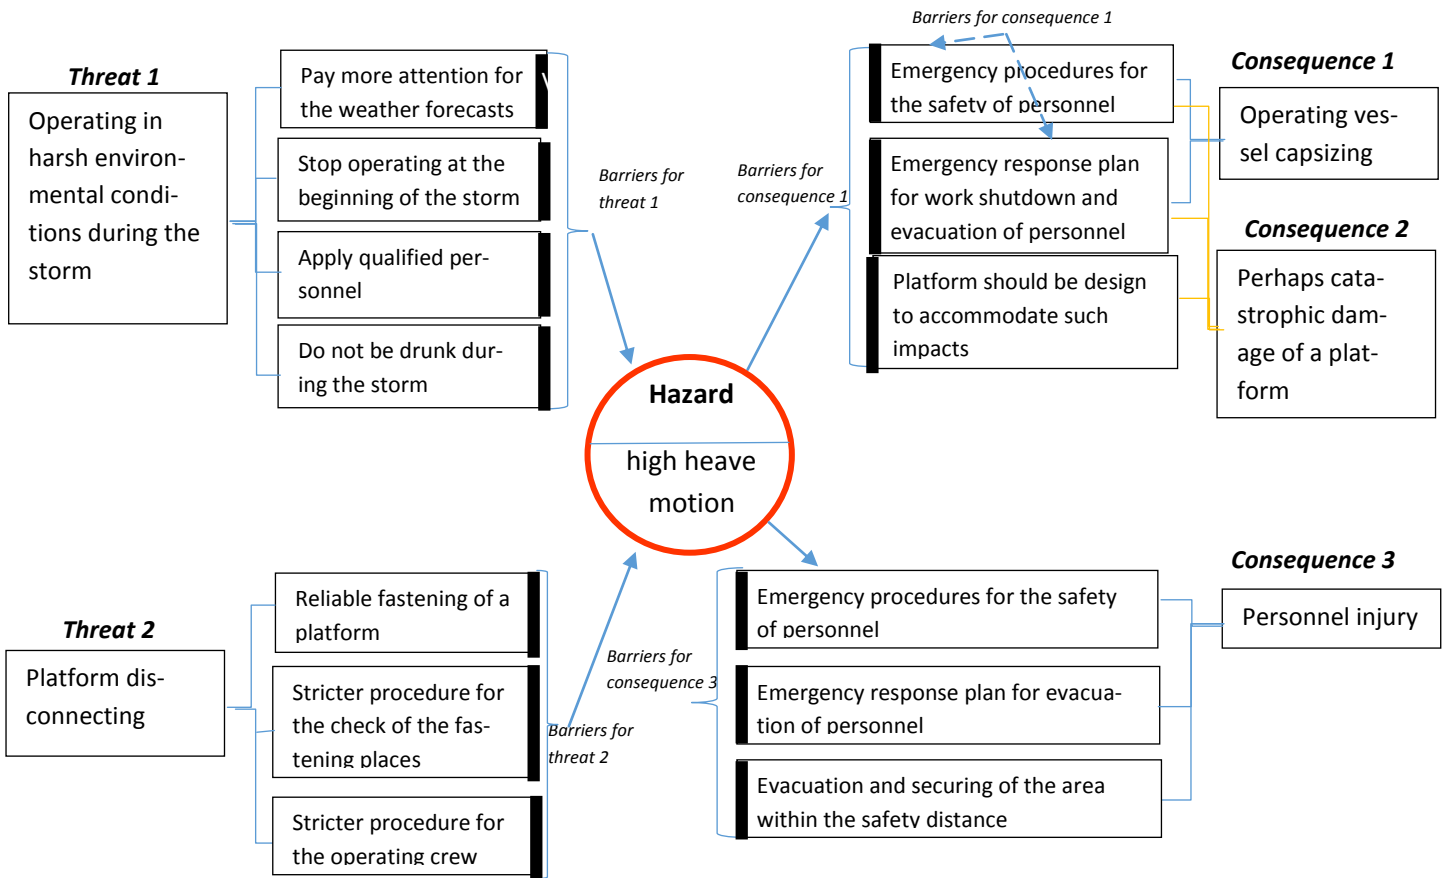 Threat 1
Operating in
harsh environ-
mental condi-
tions during the
storm
Pay more attention for
the weather forecasts
Stop operating at the
beginning of the storm
Apply qualified per-
sonnel
Do not be drunk dur-
ing the storm
Barriers for
threat 1
Threat 2
Platform dis-
connecting
Reliable fastening of a
platform
Stricter procedure for
the check of the fas-
tening places
Stricter procedure for
the operating crew
Barriers for
threat 2
Hazard
high heave
motion
Barriers for consequence 1
Barriers for
consequence 1
Emergency procedures for
the safety of personnel
Emergency response plan
for work shutdown and
evacuation of personnel
Platform should be design
to accommodate such
impacts
Consequence 1
Operating ves-
sel capsizing
Consequence 2
Perhaps cata-
strophic dam-
age of a plat-
form
Barriers for
consequence 3
Emergency procedures for the safety
of personnel
Emergency response plan for evacua-
tion of personnel
Evacuation and securing of the area
within the safety distance
Consequence 3
Personnel injury